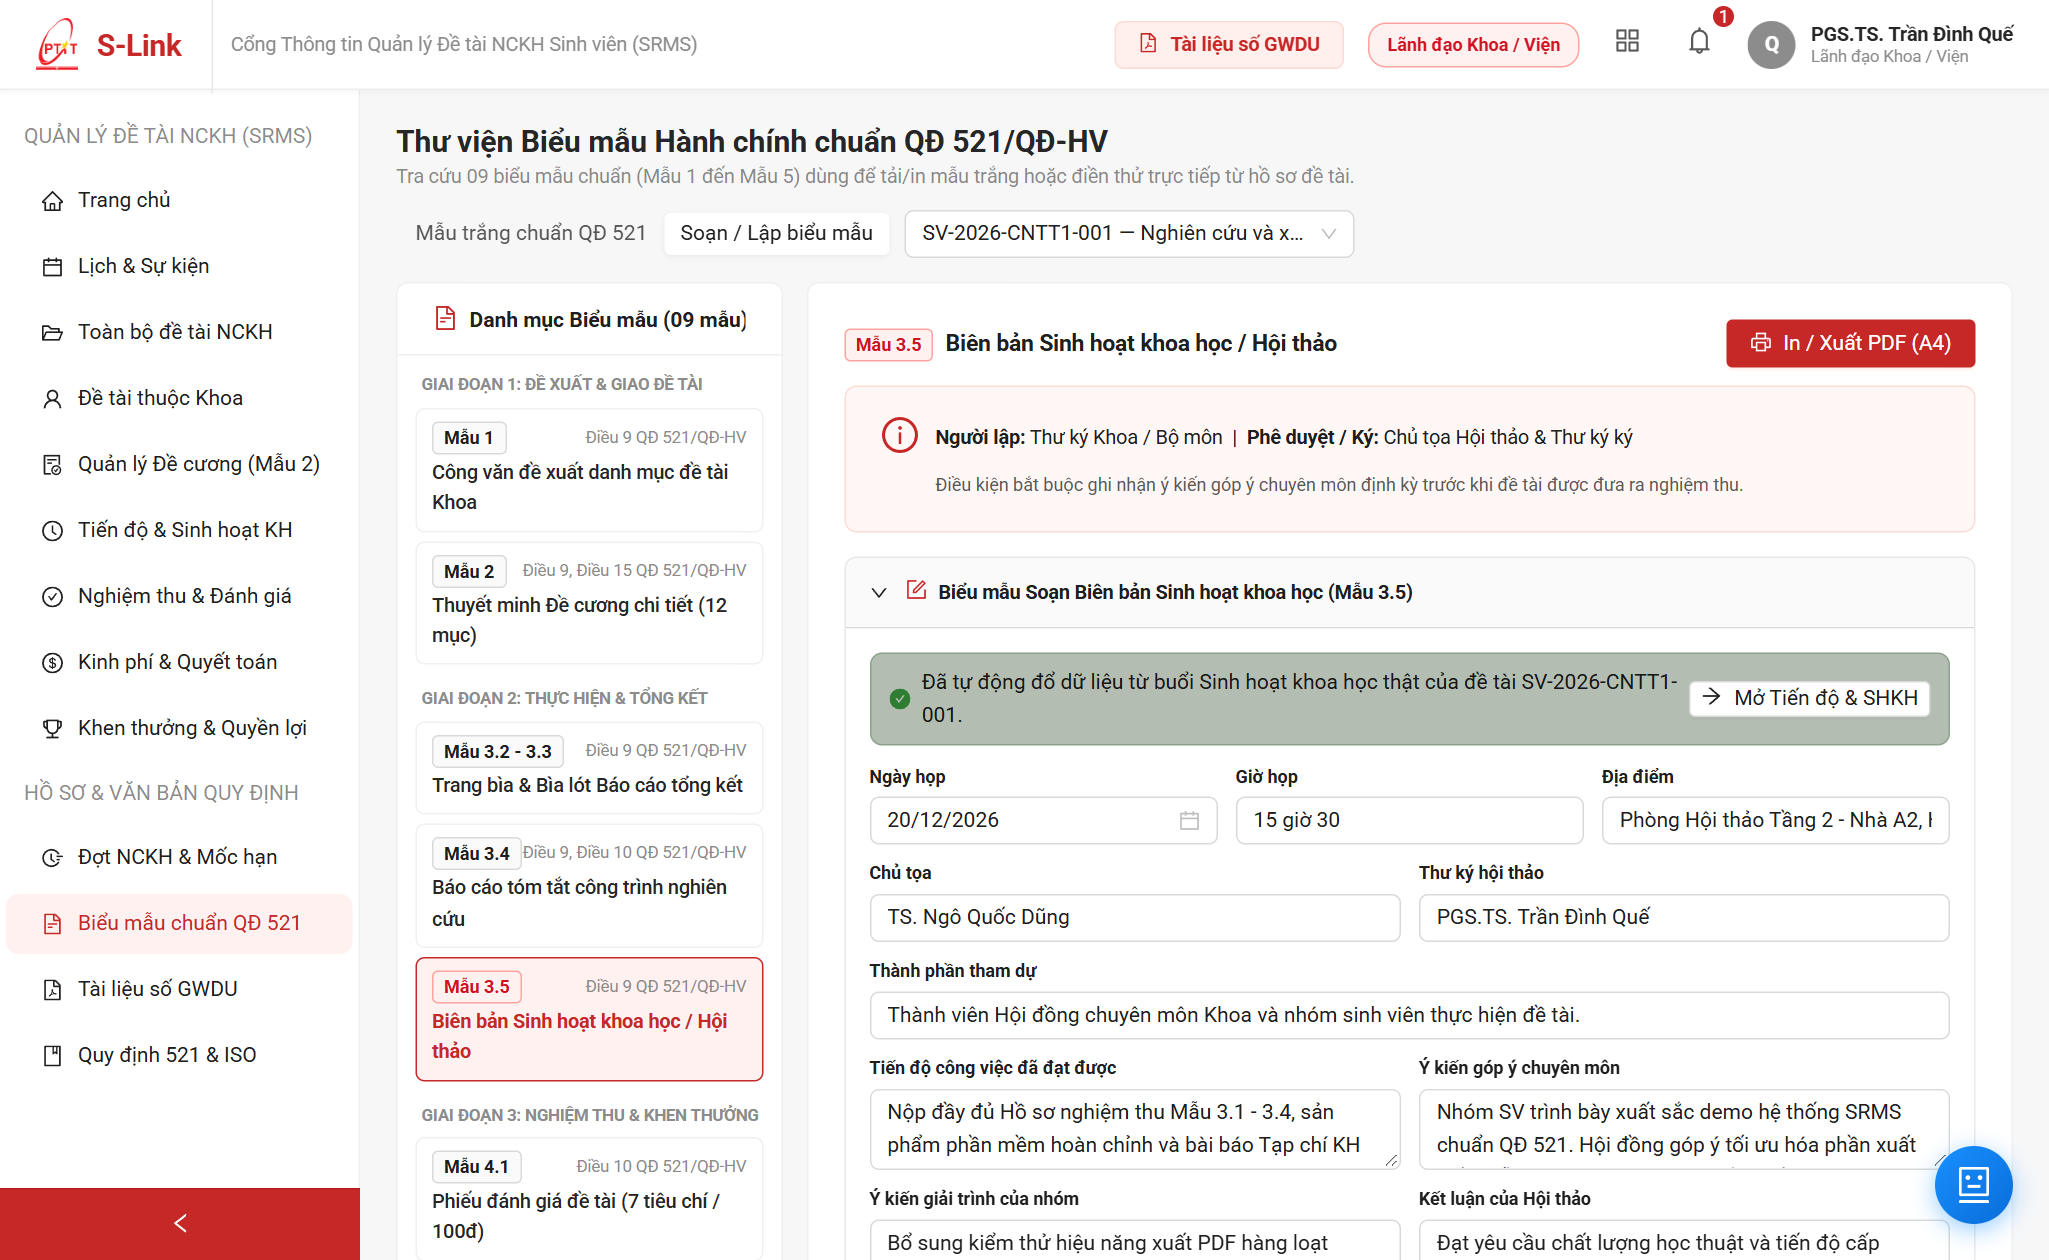 PTIT
S-Link
Cổng Thông tin Quản lý Đề tài NCKH Sinh viên (SRMS)
Tài liệu số GWDU
Lãnh đạo Khoa / Viện
1
Q
PGS.TS. Trần Đình Quế
Lãnh đạo Khoa / Viện
QUẢN LÝ ĐỀ TÀI NCKH (SRMS)
Trang chủ
Lịch & Sự kiện
Toàn bộ đề tài NCKH
Đề tài thuộc Khoa
Quản lý Đề cương (Mẫu 2)
Tiến độ & Sinh hoạt KH
Nghiệm thu & Đánh giá
Kinh phí & Quyết toán
Khen thưởng & Quyền lợi
HỒ SƠ & VĂN BẢN QUY ĐỊNH
Đợt NCKH & Mốc hạn
Biểu mẫu chuẩn QĐ 521
Tài liệu số GWDU
Quy định 521 & ISO
Thư viện Biểu mẫu Hành chính chuẩn QĐ 521/QĐ-HV
Tra cứu 09 biểu mẫu chuẩn (Mẫu 1 đến Mẫu 5) dùng để tải/in mẫu trắng hoặc điền thử trực tiếp từ hồ sơ đề tài.
Mẫu trắng chuẩn QĐ 521
Soạn / Lập biểu mẫu
SV-2026-CNTT1-001 — Nghiên cứu và x...
Danh mục Biểu mẫu (09 mẫu)
GIAI ĐOẠN 1: ĐỀ XUẤT & GIAO ĐỀ TÀI
Mẫu 1
Điều 9 QĐ 521/QĐ-HV
Công văn đề xuất danh mục đề tài
Khoa
Mẫu 2
Điều 9, Điều 15 QĐ 521/QĐ-HV
Thuyết minh Đề cương chi tiết (12
mục)
GIAI ĐOẠN 2: THỰC HIỆN & TỔNG KẾT
Mẫu 3.2 - 3.3
Điều 9 QĐ 521/QĐ-HV
Trang bìa & Bìa lót Báo cáo tổng kết
Mẫu 3.4
Điều 9, Điều 10 QĐ 521/QĐ-HV
Báo cáo tóm tắt công trình nghiên
cứu
Mẫu 3.5
Điều 9 QĐ 521/QĐ-HV
Biên bản Sinh hoạt khoa học / Hội
thảo
GIAI ĐOẠN 3: NGHIỆM THU & KHEN THƯỞNG
Mẫu 4.1
Điều 10 QĐ 521/QĐ-HV
Phiếu đánh giá đề tài (7 tiêu chí /
100đ)
Mẫu 3.5
Biên bản Sinh hoạt khoa học / Hội thảo
In / Xuất PDF (A4)
Người lập: Thư ký Khoa / Bộ môn | Phê duyệt / Ký: Chủ tọa Hội thảo & Thư ký ký
Điều kiện bắt buộc ghi nhận ý kiến góp ý chuyên môn định kỳ trước khi đề tài được đưa ra nghiệm thu.
Biểu mẫu Soạn Biên bản Sinh hoạt khoa học (Mẫu 3.5)
Đã tự động đổ dữ liệu từ buổi Sinh hoạt khoa học thật của đề tài SV-2026-CNTT1-
001.
Mở Tiến độ & SHKH
Ngày họp
Giờ họp
Địa điểm
20/12/2026
15 giờ 30
Phòng Hội thảo Tầng 2 - Nhà A2,
Chủ tọa
Thư ký hội thảo
TS. Ngô Quốc Dũng
PGS.TS. Trần Đình Quế
Thành phần tham dự
Thành viên Hội đồng chuyên môn Khoa và nhóm sinh viên thực hiện đề tài.
Tiến độ công việc đã đạt được
Ý kiến góp ý chuyên môn
Nộp đầy đủ Hồ sơ nghiệm thu Mẫu 3.1 - 3.4, sản
phẩm phần mềm hoàn chỉnh và bài báo Tạp chí KH
Nhóm SV trình bày xuất sắc demo hệ thống SRMS
chuẩn QĐ 521. Hội đồng góp ý tối ưu hóa phần xuất
Ý kiến giải trình của nhóm
Kết luận của Hội thảo
Bổ sung kiểm thử hiệu năng xuất PDF hàng loạt
Đạt yêu cầu chất lượng học thuật và tiến độ cấp